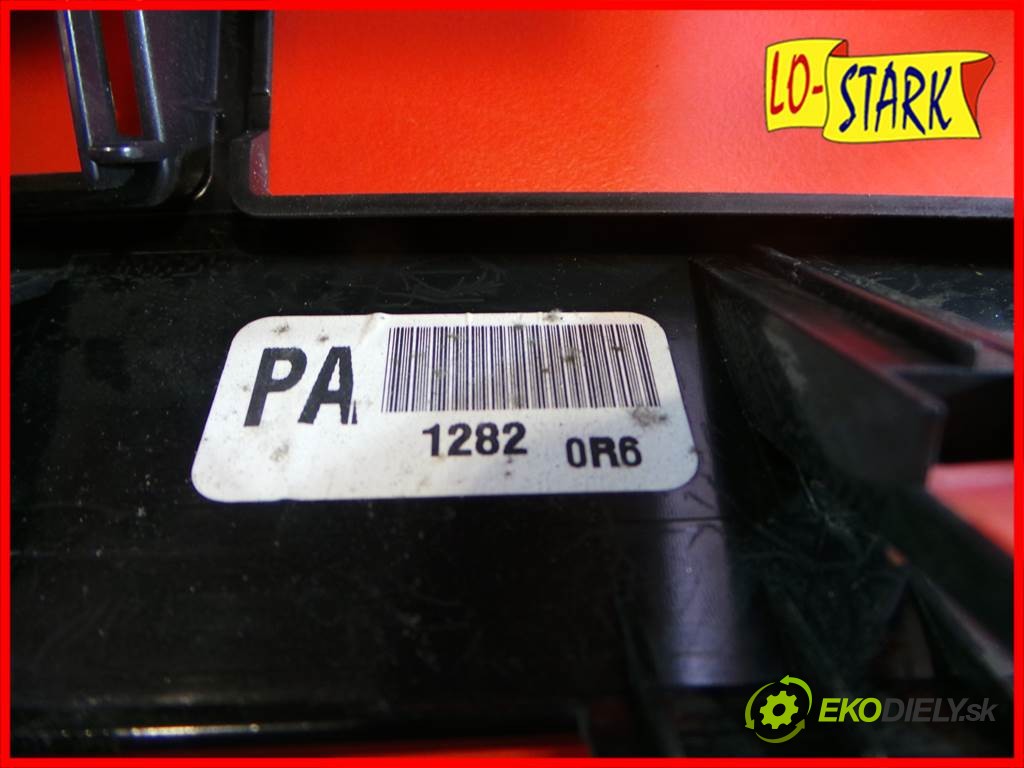 LO-STARK
PA
1282 0R6
EKODIELY.sk